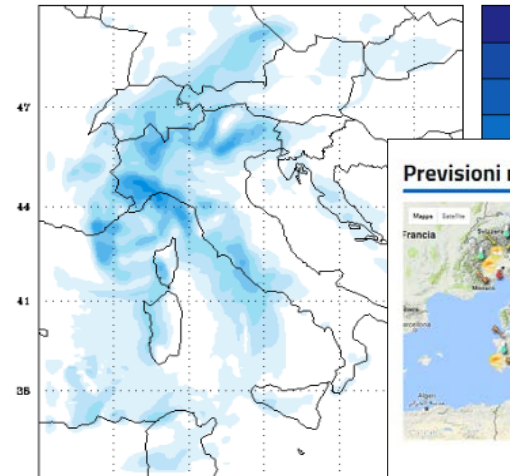 47
Previsioni
44
Mappa Satellite
Francia
Svizzera
Monaco
41
38
Algeri